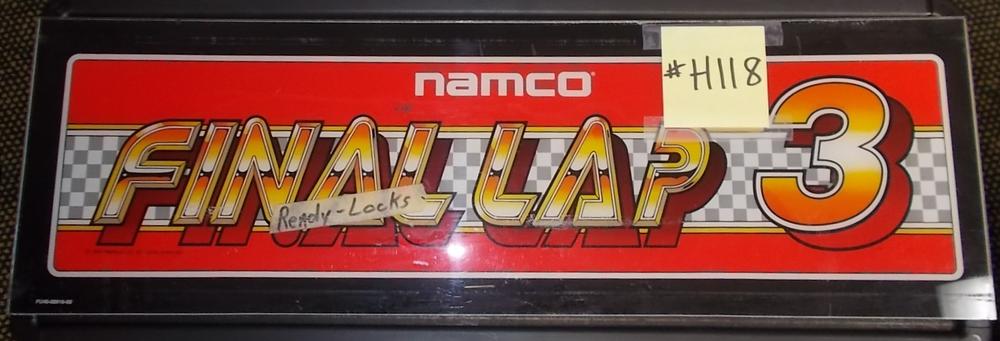 namco
#H118
FINAL LAP 3
Ready-Locks